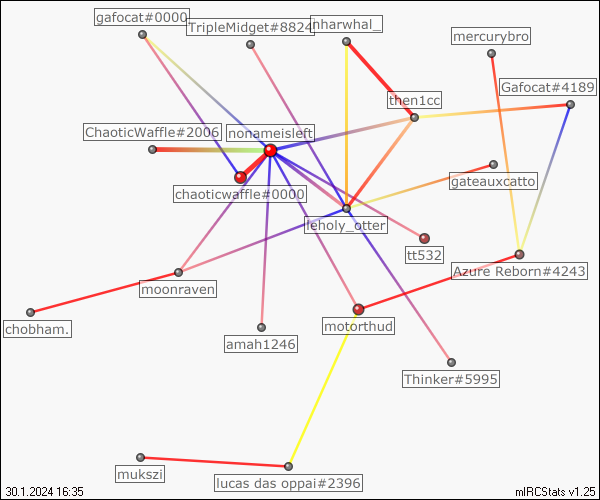 gafocat#0000
TripleMidget#8824
nharwhal_
mercurybro
Gafocat#4189
then1cc
ChaoticWaffle#2006
nonameisleft
gateauxcatto
chaoticwaffle#0000
leholy_otter
tt532
Azure Reborn#4243
moonraven
chobham.
motorthud
amah1246
Thinker#5995
mukszi
lucas das oppai#2396
30.1.2024 16:35
mIRCStats v1.25